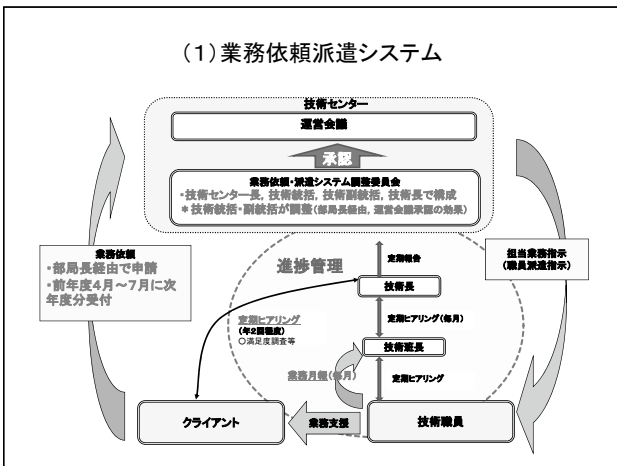 (1)業務依頼派遣システム
技術センター
運営会議
承認
業務依頼・派遣システム調整委員会
・技術センター長, 技術統括, 技術副統括, 技術長で構成
＊技術統括・副統括が調整(部局長経由, 運営会議承認の効果)
業務依頼
・部局長経由で申請
・前年度4月～7月に次
年度分受付
担当業務指示
(職員派遣指示)
進捗管理
定期報告
技術長
定期ヒアリング
(年2回程度)
○満足度調査等
定期ヒアリング(毎月)
技術班長
業務月報(毎月)
定期ヒアリング
クライアント
業務支援
技術職員